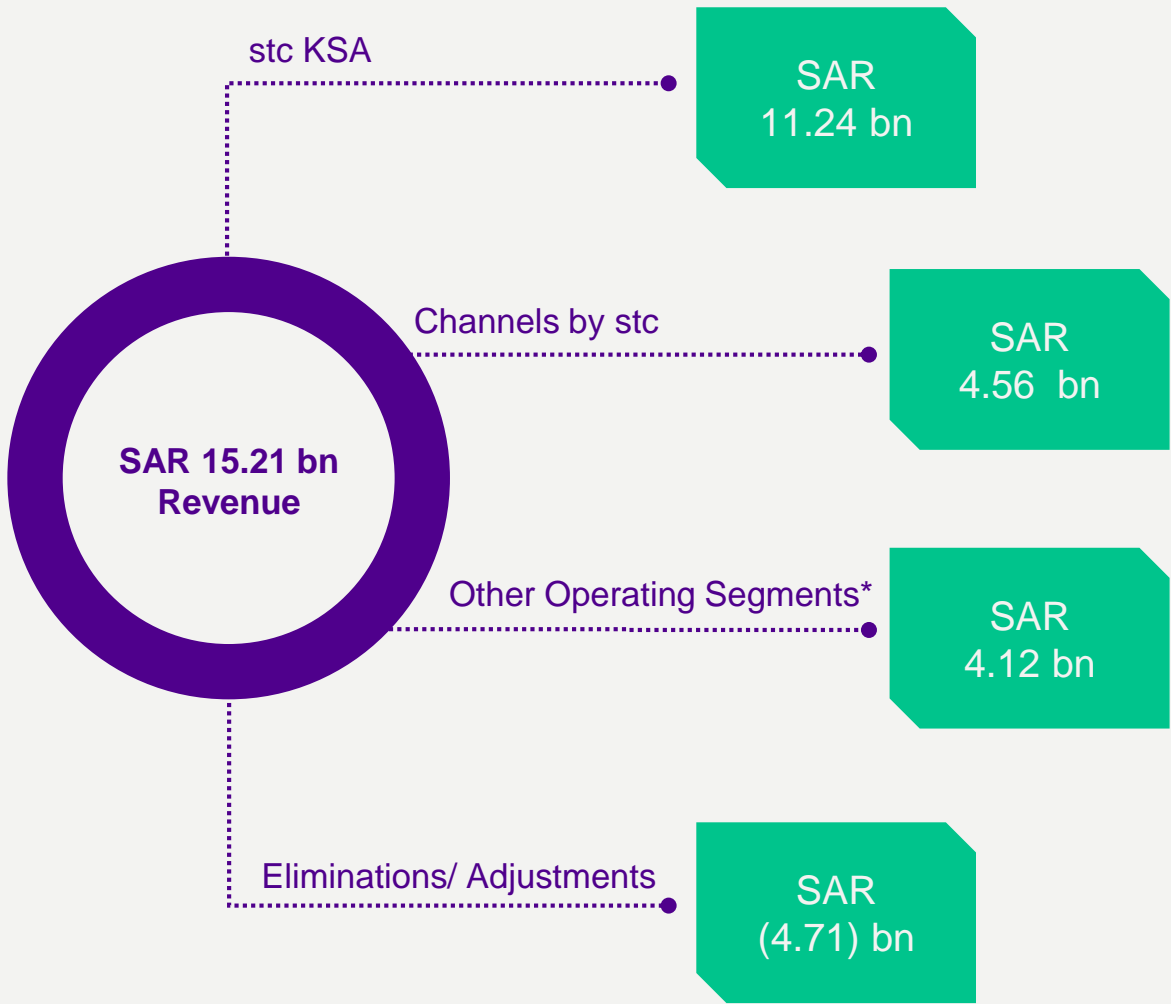 stc KSA
SAR
11.24 bn
Channels by stc
SAR
4.56 bn
SAR 15.21 bn
Revenue
Other Operating Segments*
SAR
4.12 bn
Eliminations/ Adjustments
SAR
(4.71) bn